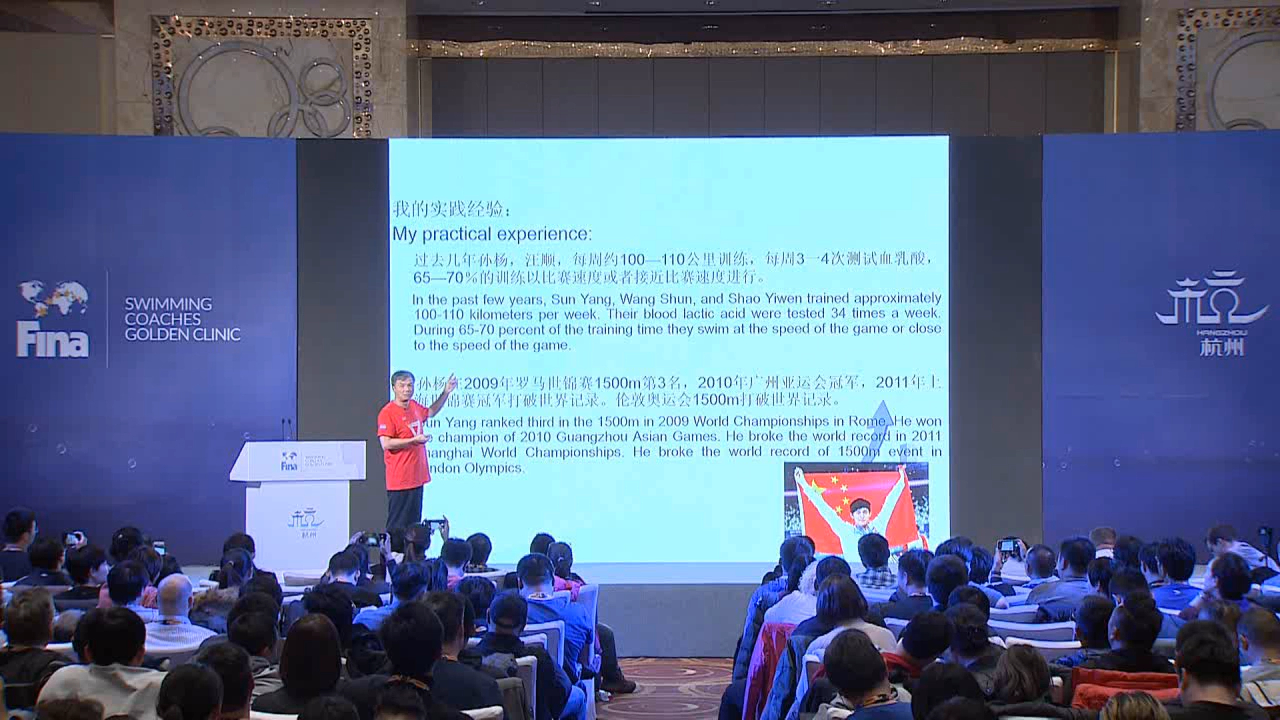 我的实践经验：
My practical experience:
过去几年孙杨，汪顺，每周约100—110公里训练，每周3—4次测试血乳酸，
65—70%的训练以比赛速度或者接近比赛速度进行。
In the past few years, Sun Yang, Wang Shun, and Shao Yiwen trained approximately
100-110 kilometers per week. Their blood lactic acid were tested 34 times a week.
During 65-70 percent of the training time they swim at the speed of the game or close
to the speed of the game.
孙杨在2009年罗马世锦赛1500m第3名，2010年广州亚运会冠军，2011年上
海世锦赛冠军打破世界记录。伦敦奥运会1500m打破世界记录。
Yang ranked third in the 1500m in 2009 World Championships in Rome. He won
champion of 2010 Guangzhou Asian Games. He broke the world record in 2011
World Championships. He broke the world record of 1500m event in
Olympics.
FINA
SWIMMING
COACHES
GOLDEN CLINIC
HANGZHOU
杭州
FINA
杭州